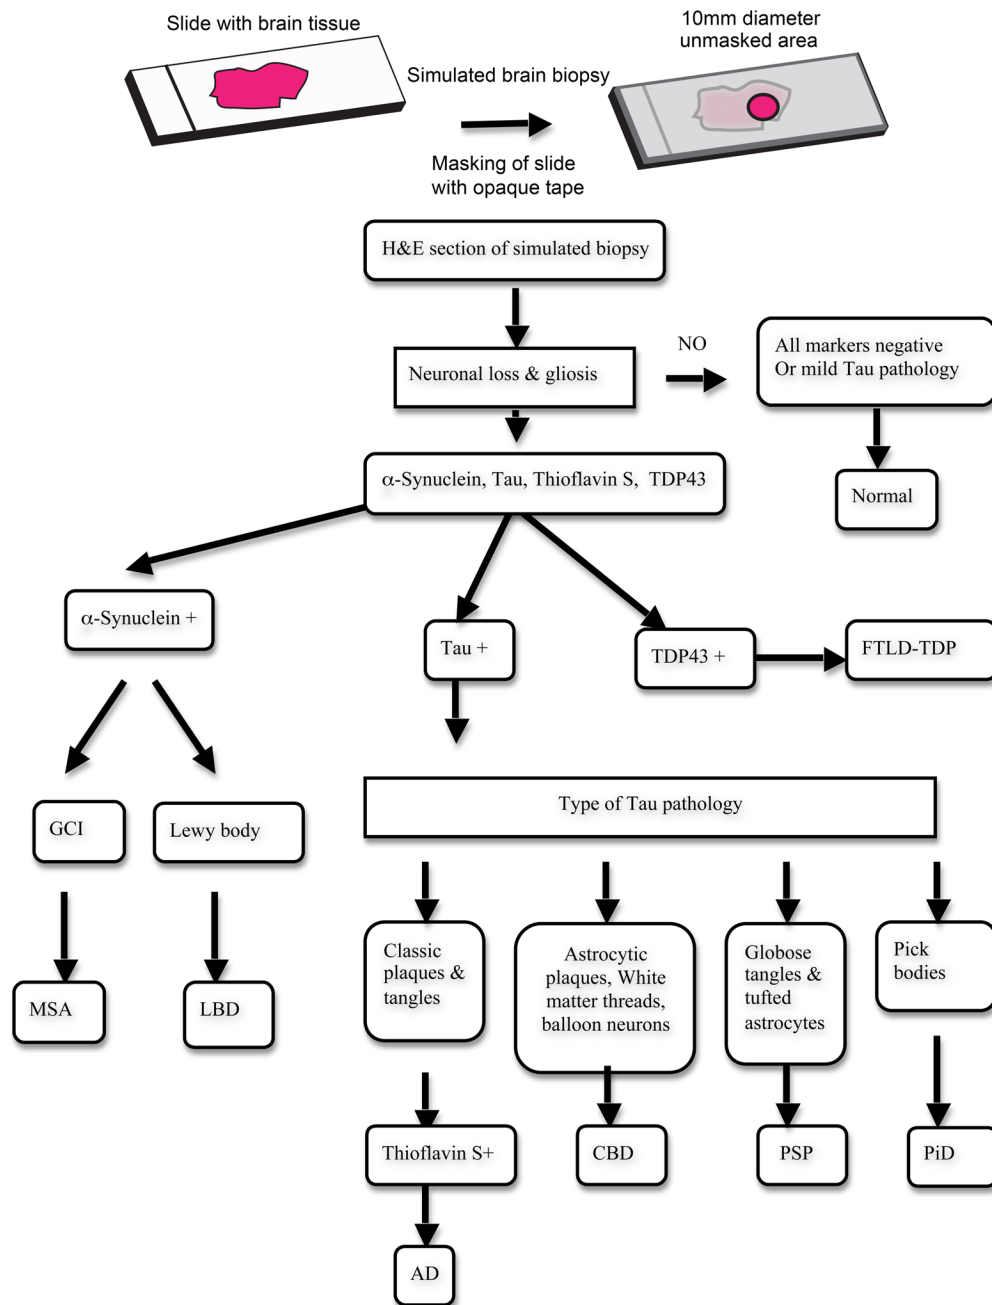 Slide with brain tissue
10mm diameter
unmasked area
Simulated brain biopsy
Masking of slide
with opaque tape
H&E section of simulated biopsy
Neuronal loss & gliosis
NO
All markers negative
Or mild Tau pathology
Normal
α-Synuclein, Tau, Thioflavin S, TDP43
α-Synuclein +
Tau +
TDP43 +
FTLD-TDP
Type of Tau pathology
GCI
Lewy body
MSA
LBD
Classic
plaques &
tangles
Astrocytic
plaques, White
matter threads,
balloon neurons
Globose
tangles &
tufted
astrocytes
Pick
bodies
Thioflavin S+
CBD
PSP
PiD
AD